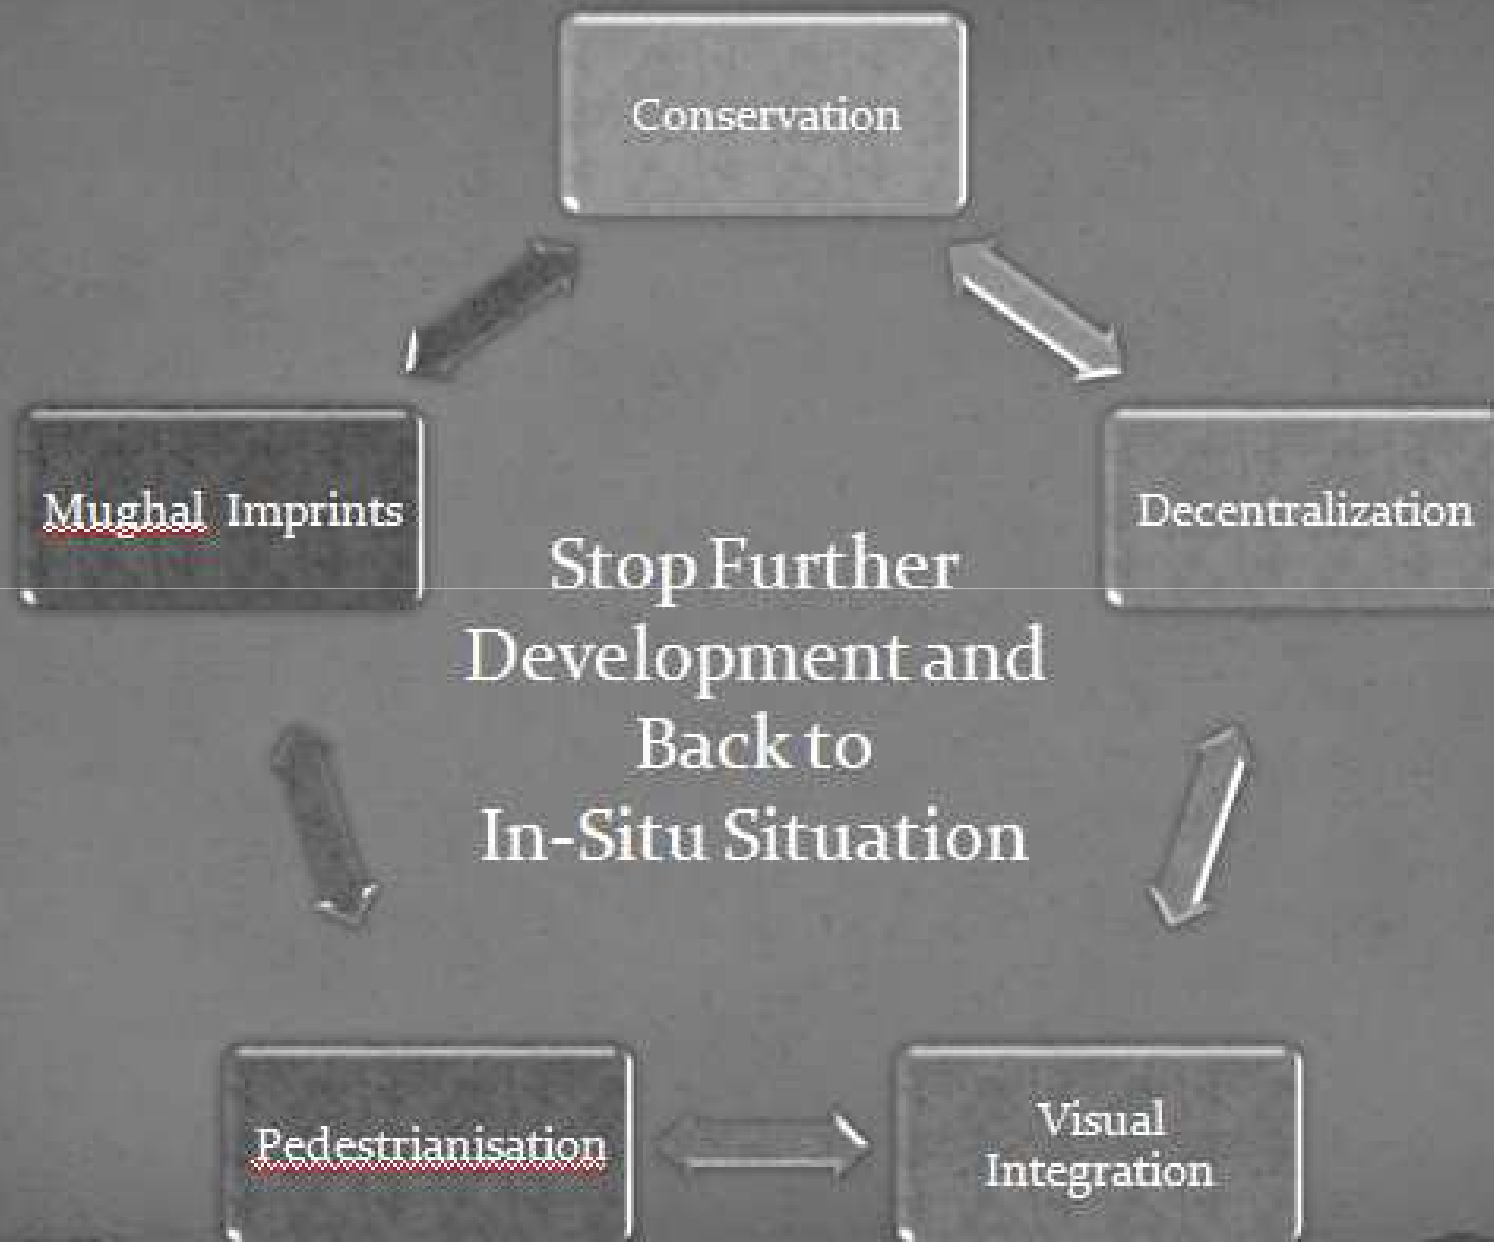 Conservation
Mughal Imprints
Decentralization
Stop Further
Development and
Back to
In-Situ Situation
Pedestrianisation
Visual
Integration